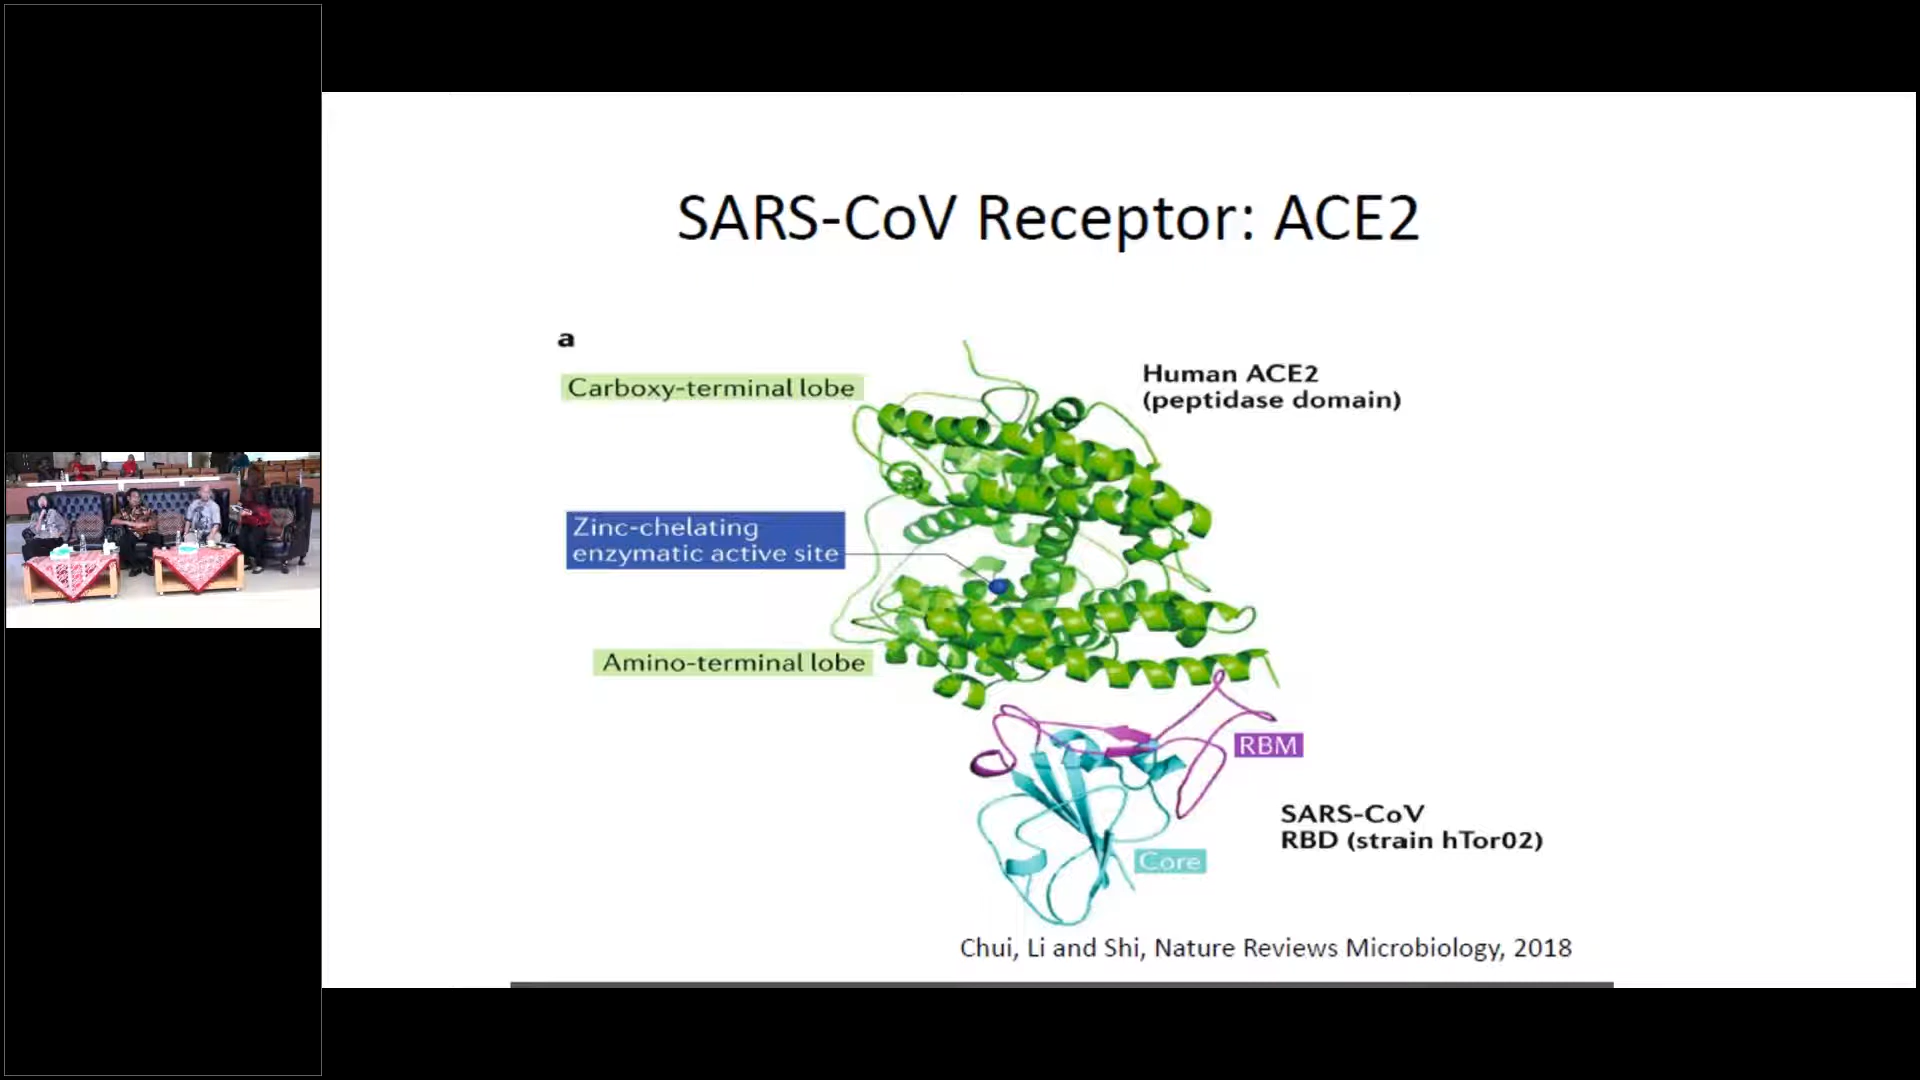 SARS-CoV Receptor: ACE2
a
Carboxy-terminal lobe
Human ACE2
(peptidase domain)
Zinc-chelating
enzymatic active site
Amino-terminal lobe
RBM
SARS-CoV
RBD (strain hTor02)
Core
Chui, Li and Shi, Nature Reviews Microbiology, 2018